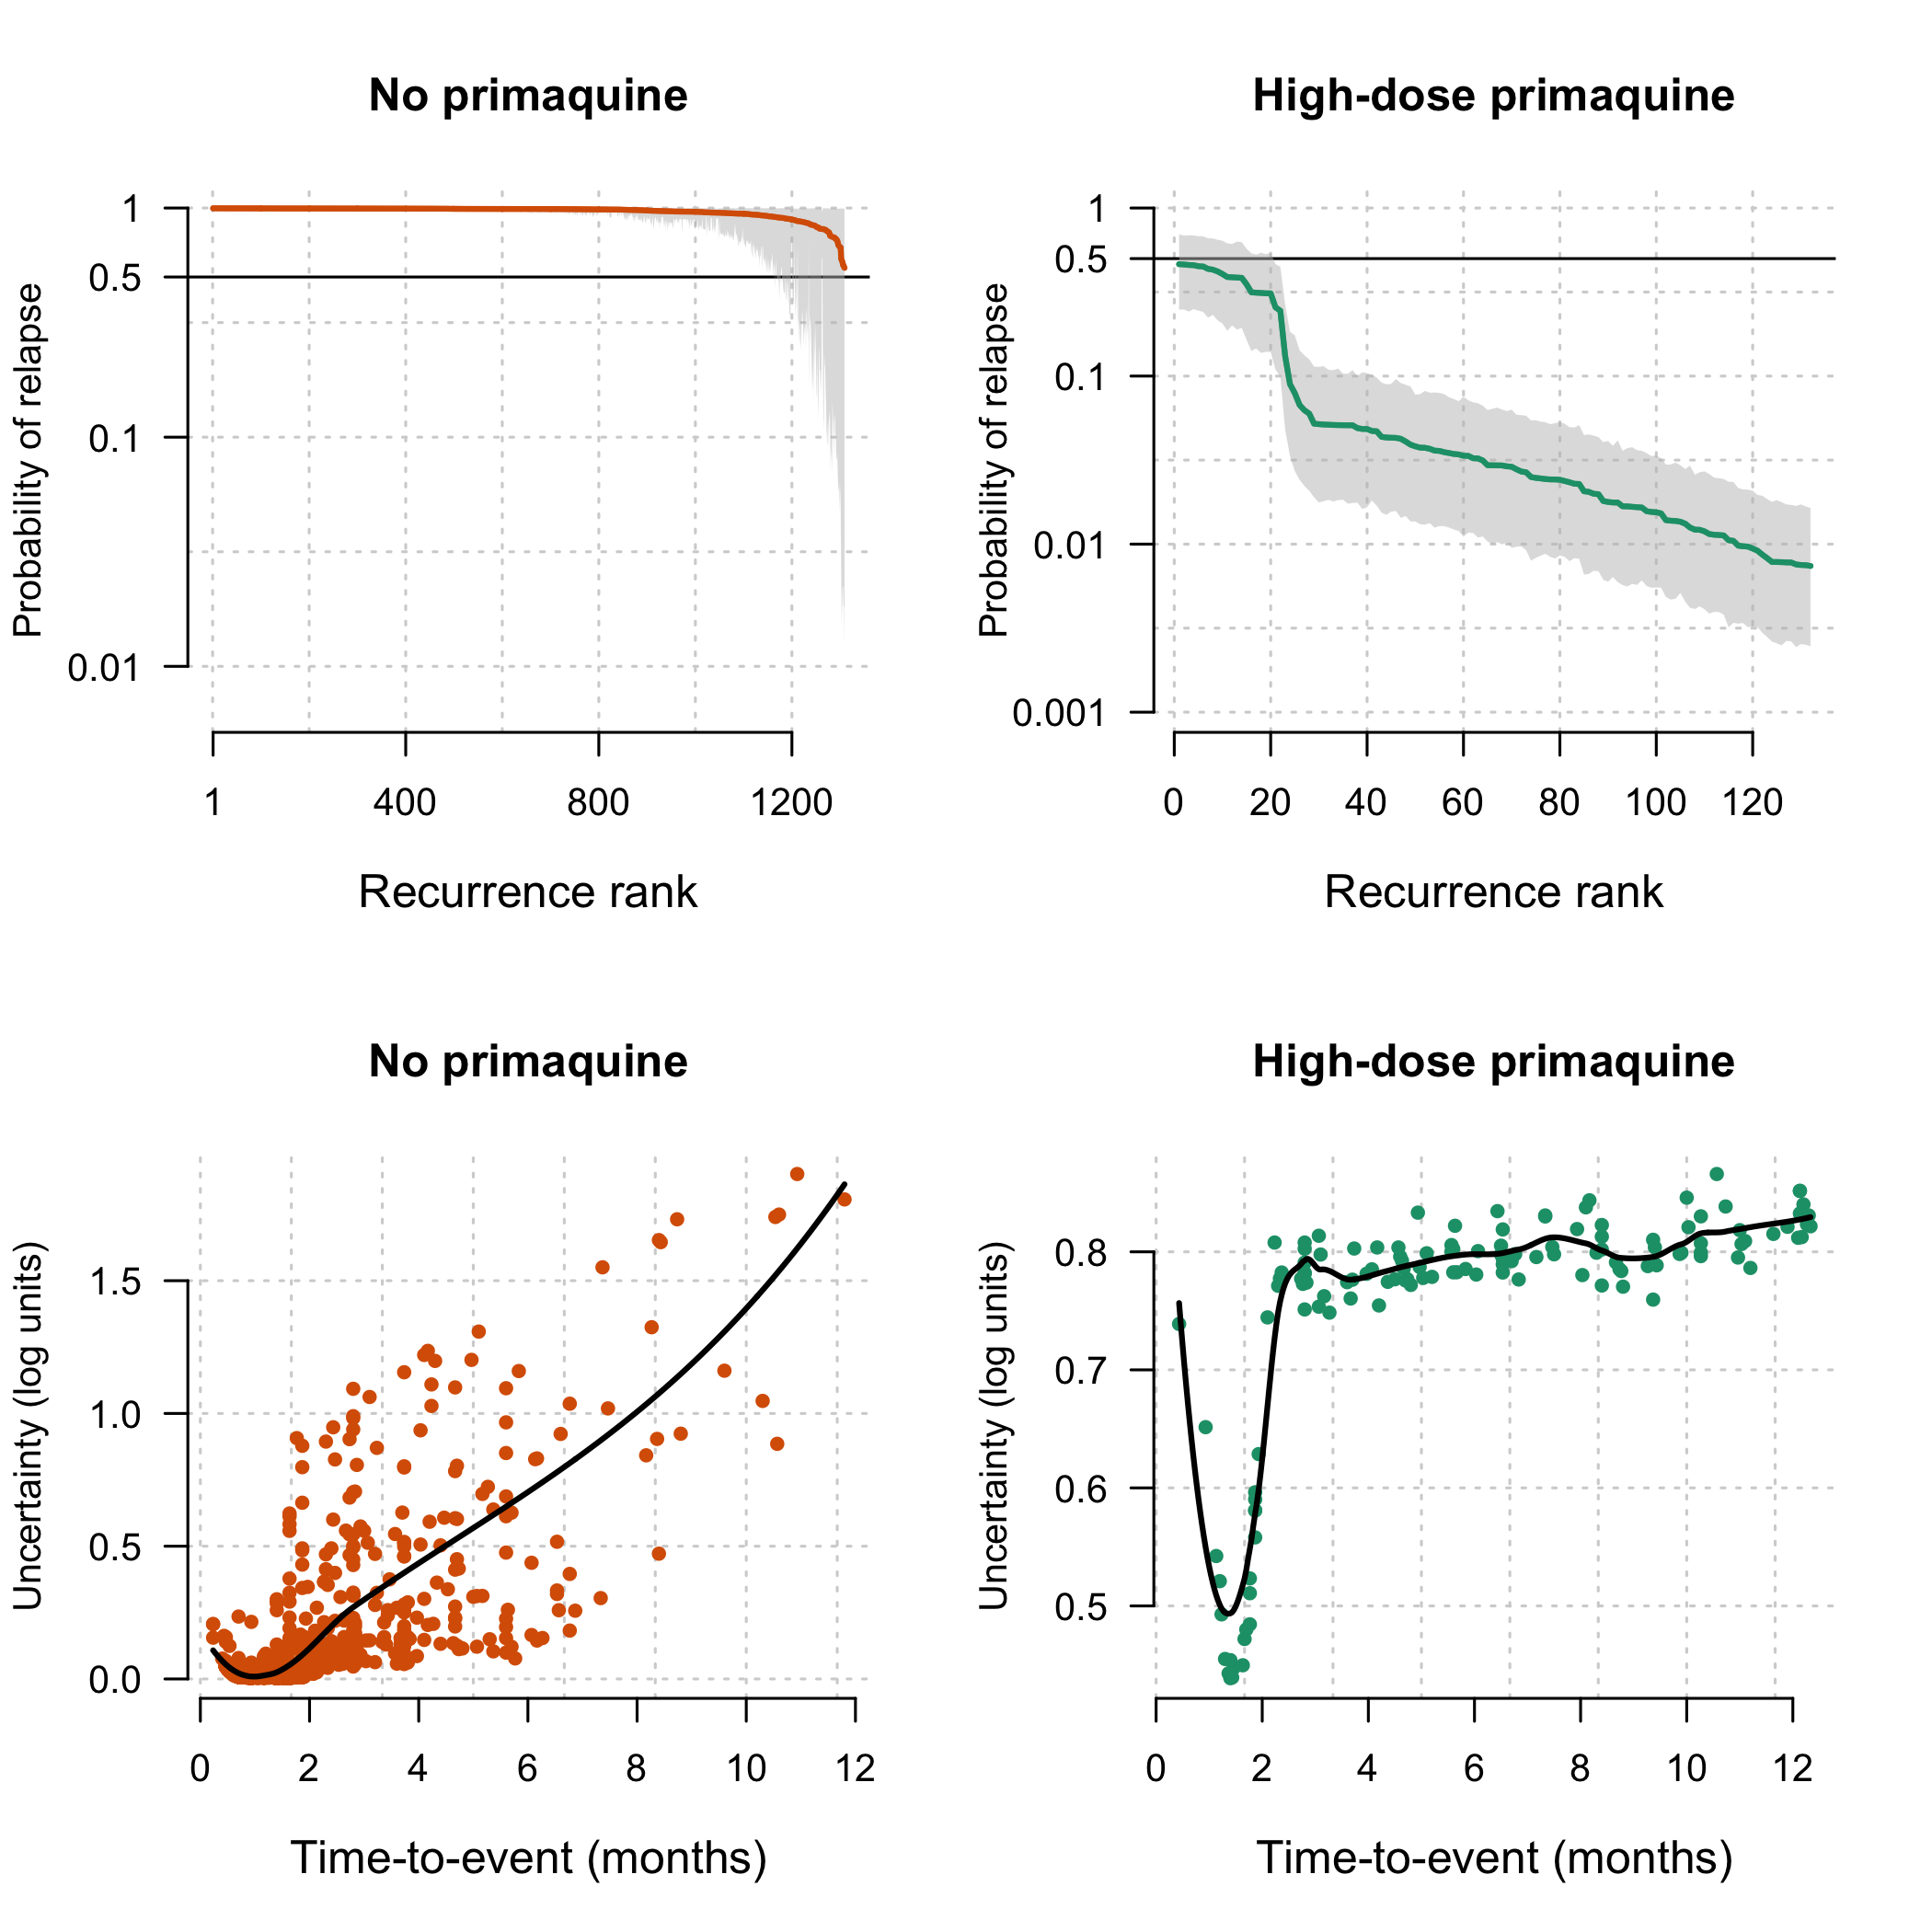 No primaquine
Probability of relapse
1
0.5
0.1
0.01
1 400 800 1200
Recurrence rank
High-dose primaquine
Probability of relapse
1
0.5
0.1
0.01
0.001
0 20 40 60 80 100 120
Recurrence rank
No primaquine
Uncertainty (log units)
1.5
1.0
0.5
0.0
0 2 4 6 8 10 12
Time-to-event (months)
High-dose primaquine
Uncertainty (log units)
0.8
0.7
0.6
0.5
0 2 4 6 8 10 12
Time-to-event (months)